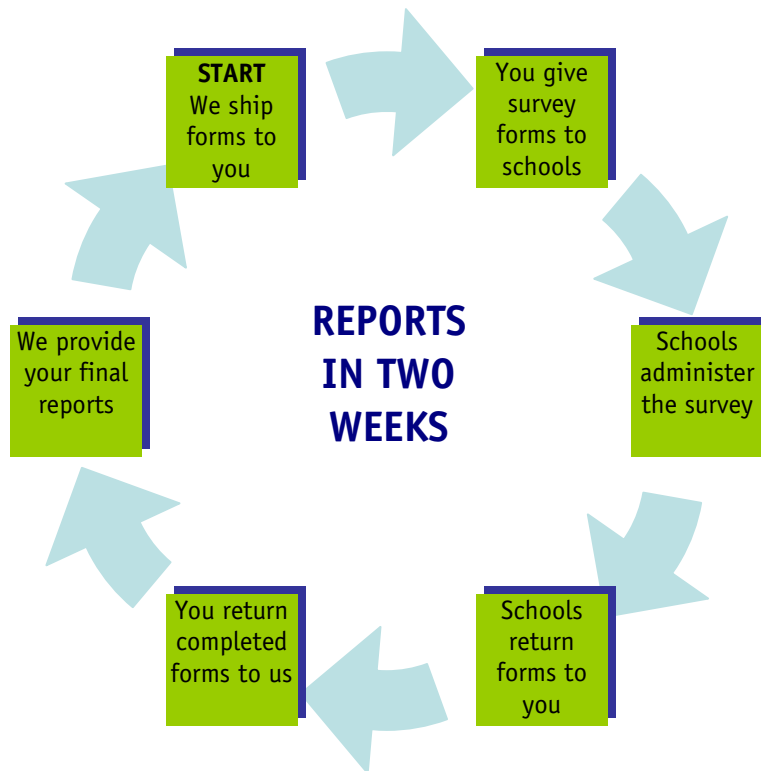 START
We ship
forms to
you
You give
survey
forms to
schools
Schools
administer
the survey
Schools
return
forms to
you
You return
completed
forms to us
We provide
your final
reports
REPORTS
IN TWO
WEEKS